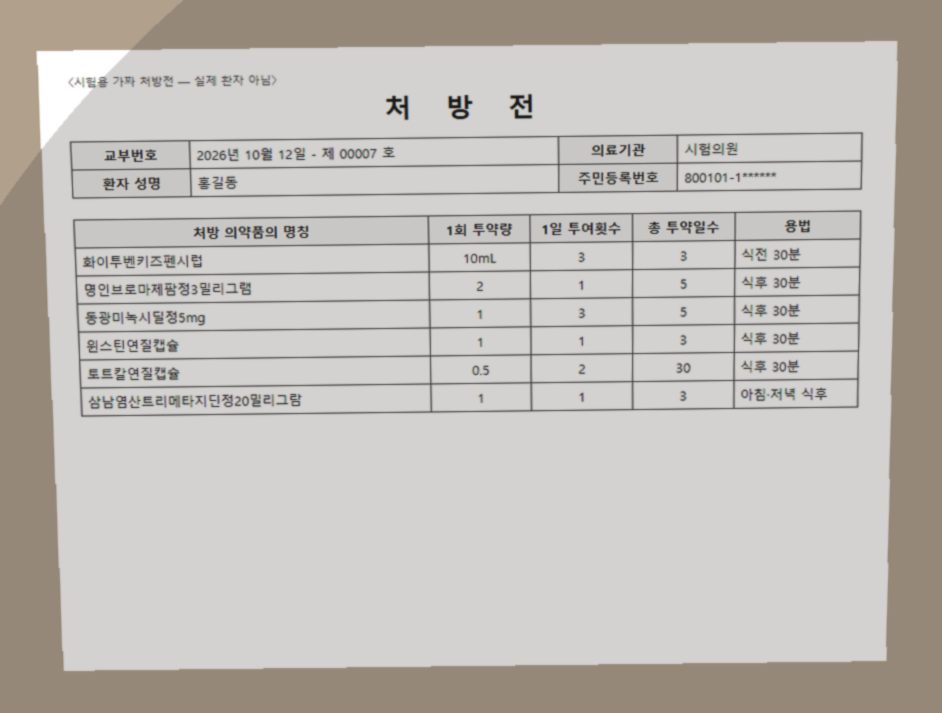 <시험용 가짜 처방전 — 실제 환자 아님>
처 방 전
교부번호 2026년 10월 12일 - 제 00007 호 의료기관 시험의원
환자 성명 홍길동 주민등록번호 800101-1******
처방 의약품의 명칭 1회 투약량 1일 투여횟수 총 투약일수 용법
화이투벤키즈펜시럽 10mL 3 3 식전 30분
명인브로마제팜정3밀리그램 2 1 5 식후 30분
동광미녹시딜정5mg 1 3 5 식후 30분
윈스틴연질캡슐 1 1 3 식후 30분
토트칼연질캡슐 0.5 2 30 식후 30분
삼남염산트리메타지딘정20밀리그람 1 1 3 아침·저녁 식후